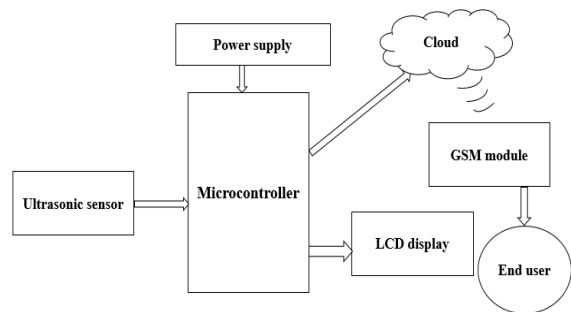 Power supply
Cloud
GSM module
Ultrasonic sensor
Microcontroller
LCD display
End user